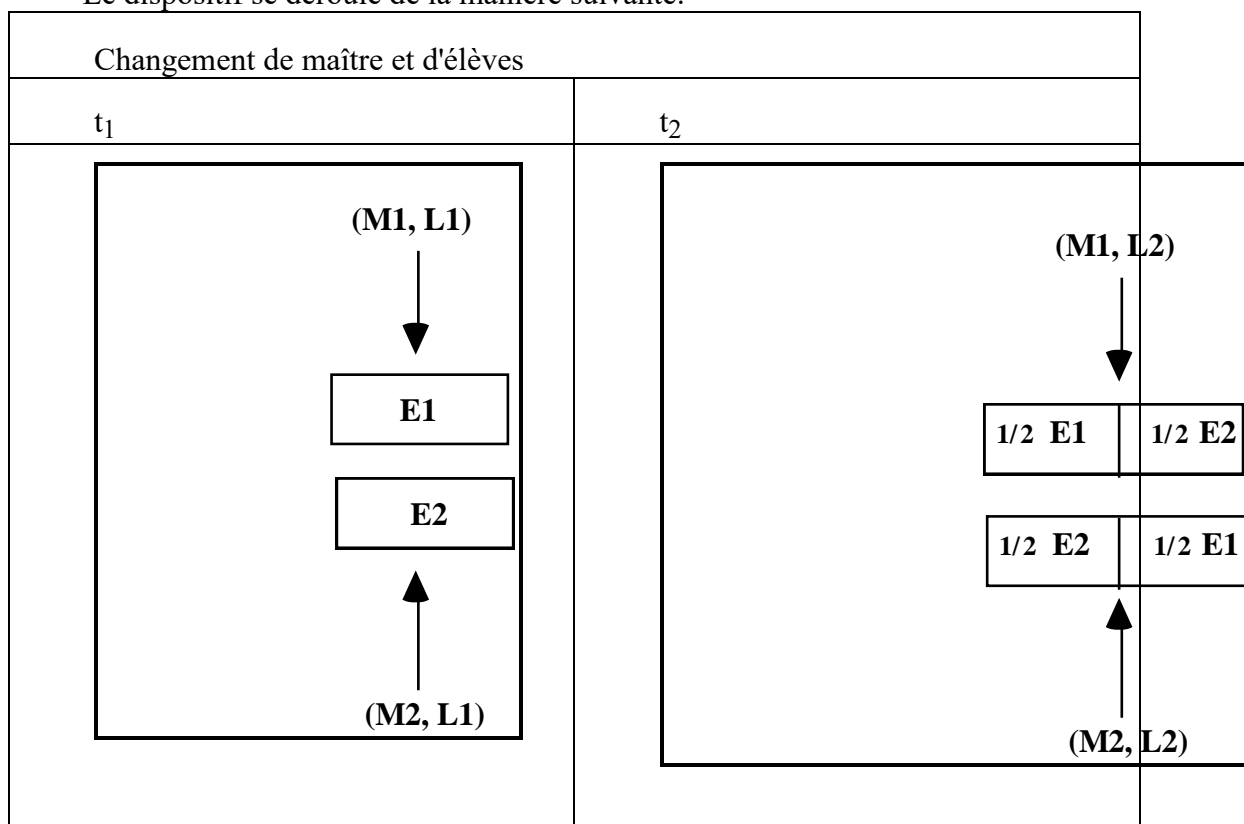 Le dispositif se déroule de la manière suivante:
Changement de maître et d'élèves
t1
t2
(M1, L1)
E1
E2
(M2, L1)
(M1, L2)
1/2 E1 1/2 E2
1/2 E2 1/2 E1
(M2, L2)